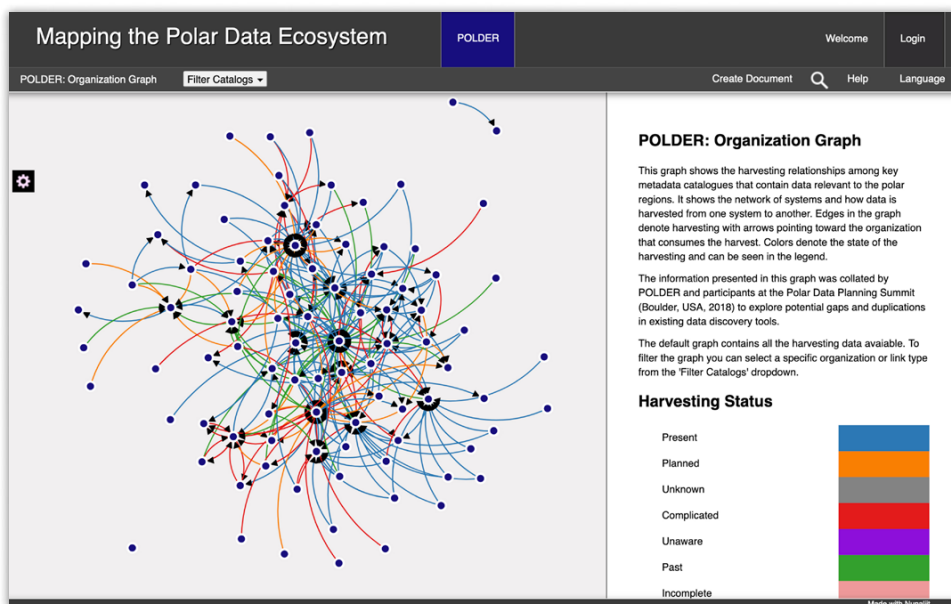 Mapping the Polar Data Ecosystem
POLDER
Welcome
Login
POLDER: Organization Graph
Filter Catalogs
Create Document
Help
Language
POLDER: Organization Graph
This graph shows the harvesting relationships among key
metadata catalogues that contain data relevant to the polar
regions. It shows the network of systems and how data is
harvested from one system to another. Edges in the graph
denote harvesting with arrows pointing toward the organization
that consumes the harvest. Colors denote the state of the
harvesting and can be seen in the legend.
The information presented in this graph was collated by
POLDER and participants at the Polar Data Planning Summit
(Boulder, USA, 2018) to explore potential gaps and duplications
in existing data discovery tools.
The default graph contains all the harvesting data avaiable. To
filter the graph you can select a specific organization or link type
from the 'Filter Catalogs' dropdown.
Harvesting Status
Present
Planned
Unknown
Complicated
Unaware
Past
Incomplete
Made with Nunaliit